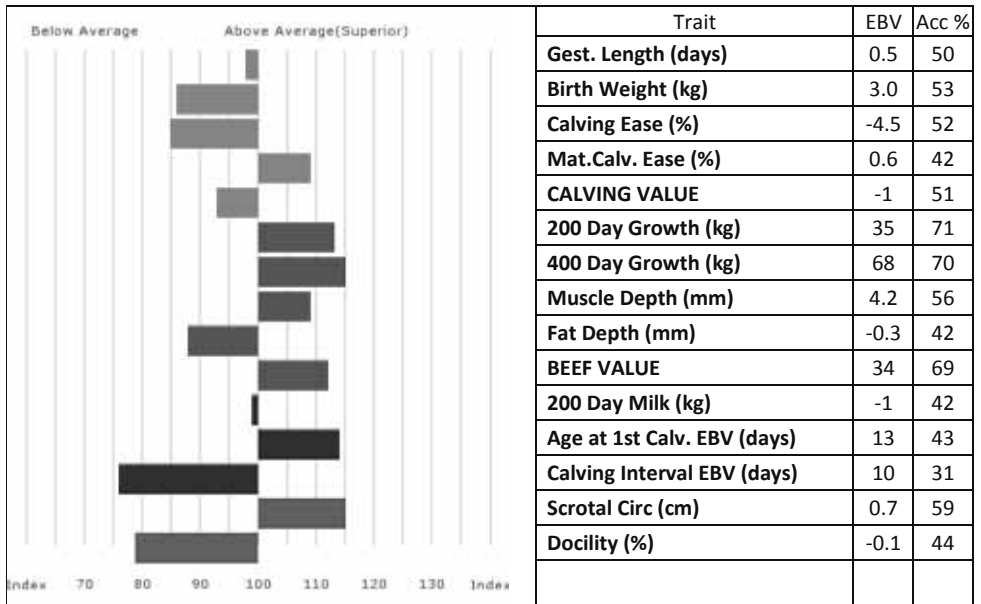 Below Average Above Average(Superior)
Index 70 80 90 100 110 120 130 Index
Trait EBV Acc %
Gest. Length (days) 0.5 50
Birth Weight (kg) 3.0 53
Calving Ease (%) -4.5 52
Mat.Calv. Ease (%) 0.6 42
CALVING VALUE -1 51
200 Day Growth (kg) 35 71
400 Day Growth (kg) 68 70
Muscle Depth (mm) 4.2 56
Fat Depth (mm) -0.3 42
BEEF VALUE 34 69
200 Day Milk (kg) -1 42
Age at 1st Calv. EBV (days) 13 43
Calving Interval EBV (days) 10 31
Scrotal Circ (cm) 0.7 59
Docility (%) -0.1 44